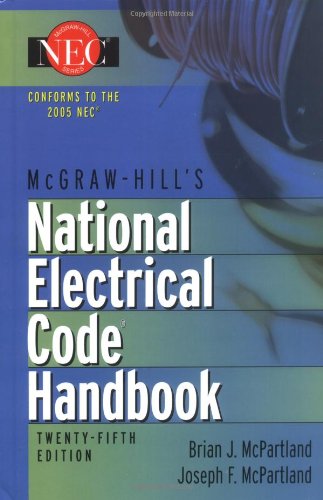 McGRAW-HILL
NEC®
SERIES
CONFORMS TO THE
2005 NEC®
McGRAW-HILL'S
National
Electrical
Code®
Handbook
TWENTY-FIFTH
EDITION
Brian J. McPartland
Joseph F. McPartland